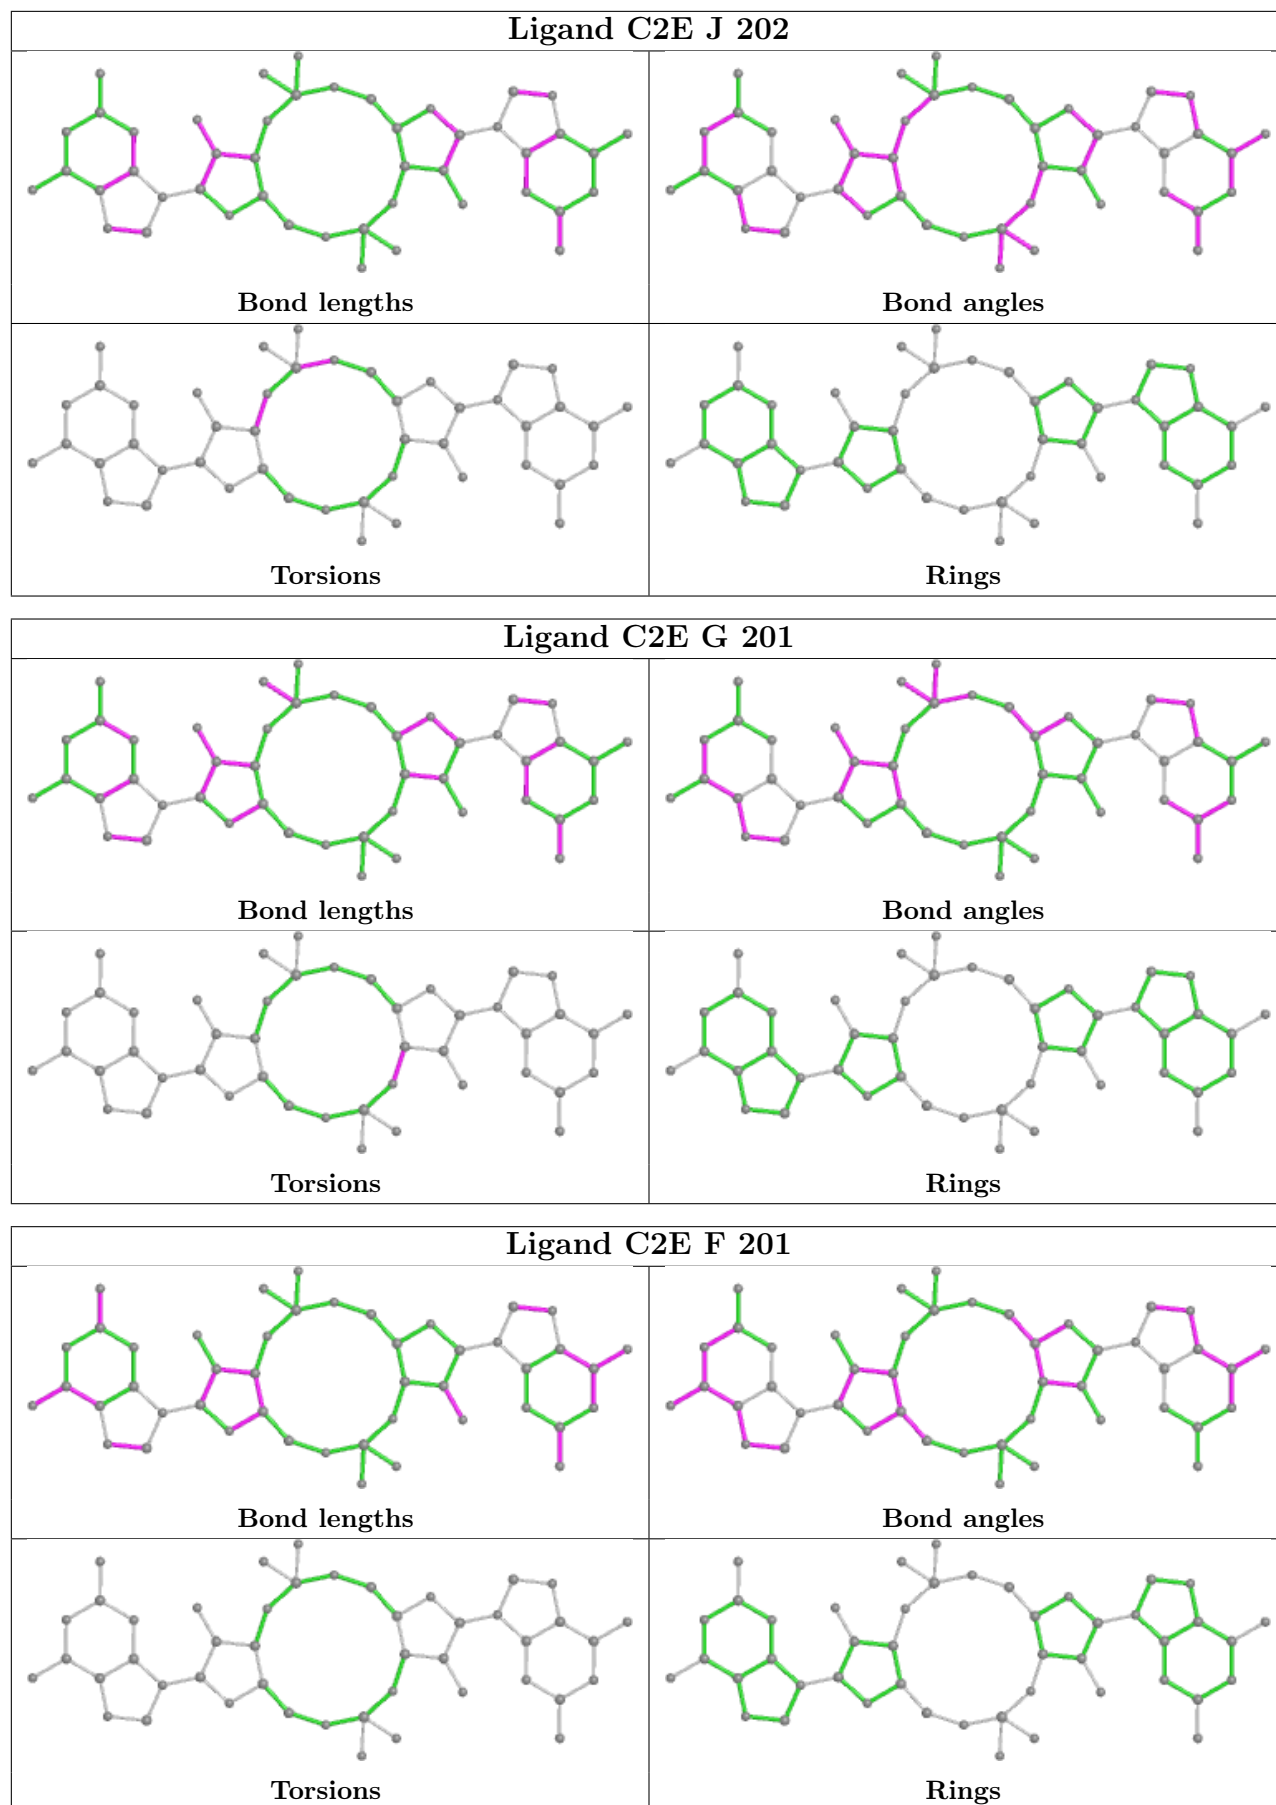 Ligand C2E J 202
Bond lengths
Bond angles
Torsions
Rings
Ligand C2E G 201
Bond lengths
Bond angles
Torsions
Rings
Ligand C2E F 201
Bond lengths
Bond angles
Torsions
Rings